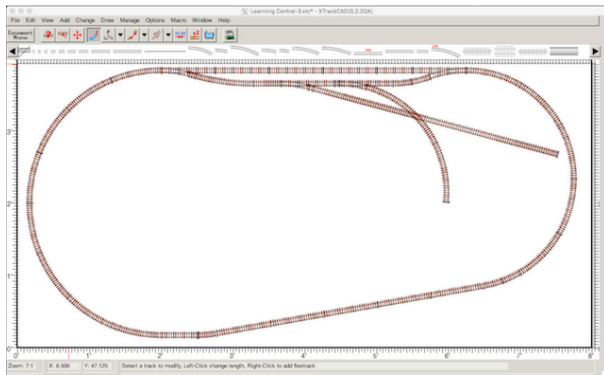 Learning Central-3.xtc* - XTrackCAD(5.2.2GA)
File Edit View Add Change Draw Manage Options Macro Window Help
3'
2'
1'
0'
0' 1' 2' 3' 4' 5' 6' 7' 8'
Zoom: 7:1 X: 8.500 Y: 47.125 Select a track to modify, Left-Click change length, Right-Click to add flextrack